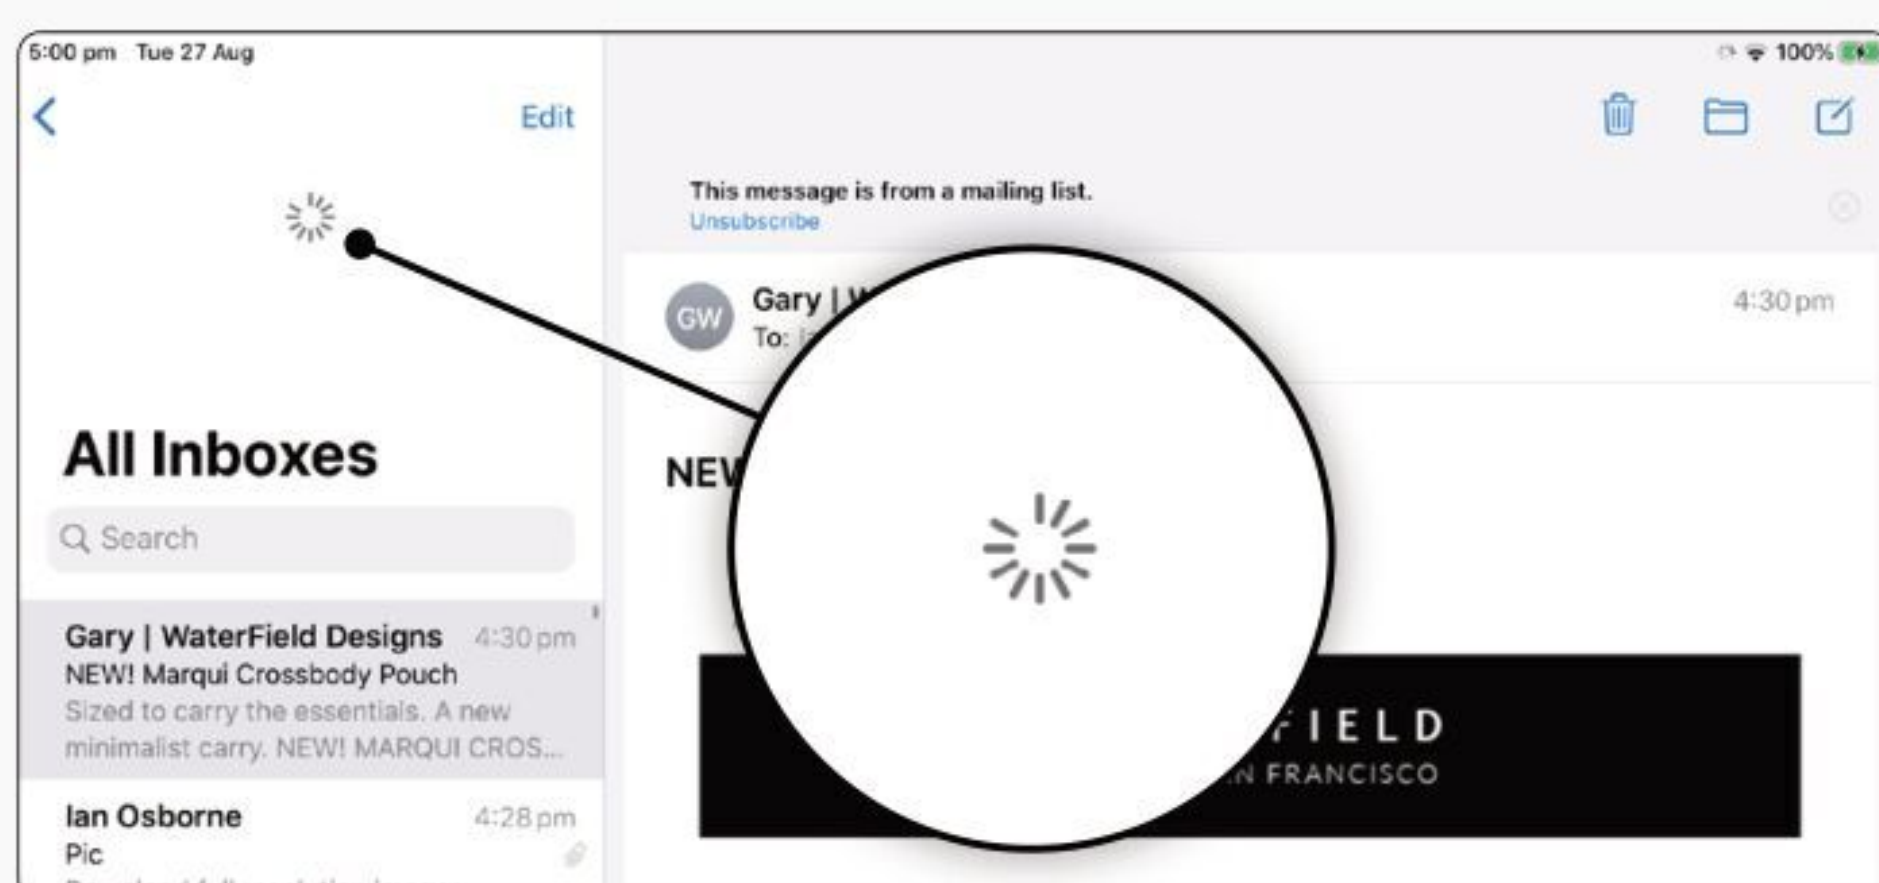 5:00 pm Tue 27 Aug
100%
Edit
All Inboxes
Search
Gary | WaterField Designs 4:30 pm
NEW! Marqui Crossbody Pouch
Sized to carry the essentials. A new
minimalist carry. NEW! MARQUI CROS...
Ian Osborne 4:28 pm
Pic
This message is from a mailing list.
Unsubscribe
GW
Gary |
4:30 pm
To:
NEW
FIELD
FRANCISCO